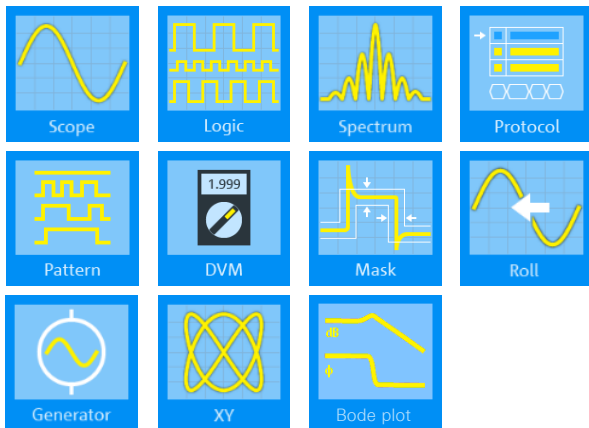 Scope
Logic
Spectrum
Protocol
Pattern
1.999
DVM
Mask
Roll
Generator
XY
dB
ϕ
Bode plot